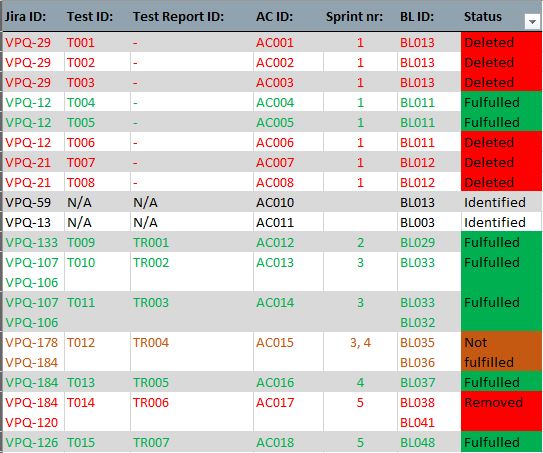 Jira ID: Test ID: Test Report ID: AC ID: Sprint nr: BL ID: Status
VPQ-29 T001 - AC001 1 BL013 Deleted
VPQ-29 T002 - AC002 1 BL013 Deleted
VPQ-29 T003 - AC003 1 BL013 Deleted
VPQ-12 T004 - AC004 1 BL011 Fulfulled
VPQ-12 T005 - AC005 1 BL011 Fulfulled
VPQ-12 T006 - AC006 1 BL011 Deleted
VPQ-21 T007 - AC007 1 BL012 Deleted
VPQ-21 T008 - AC008 1 BL012 Deleted
VPQ-59 N/A N/A AC010 BL013 Identified
VPQ-13 N/A N/A AC011 BL003 Identified
VPQ-133 T009 TR001 AC012 2 BL029 Fulfulled
VPQ-107 T010 TR002 AC013 3 BL033 Fulfulled
VPQ-106
VPQ-107 T011 TR003 AC014 3 BL033 Fulfulled
VPQ-106 BL032
VPQ-178 T012 TR004 AC015 3, 4 BL035 Not
VPQ-184 BL036 fulfilled
VPQ-184 T013 TR005 AC016 4 BL037 Fulfulled
VPQ-184 T014 TR006 AC017 5 BL038 Removed
VPQ-120 BL041
VPQ-126 T015 TR007 AC018 5 BL048 Fulfulled